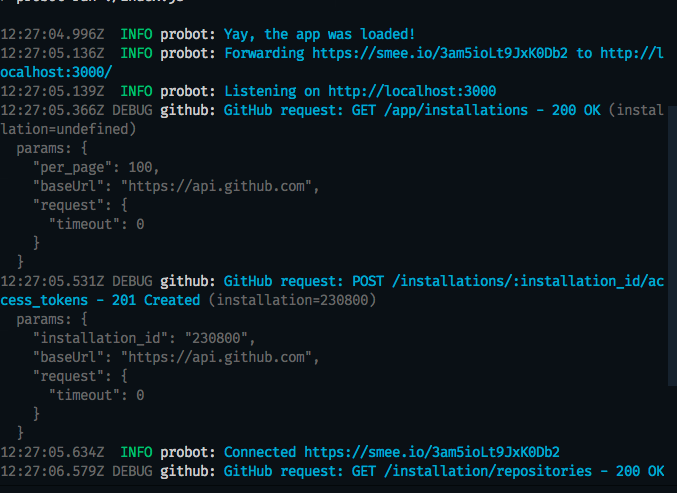 12:27:04.996Z  INFO probot: Yay, the app was loaded!
12:27:05.136Z  INFO probot: Forwarding https://smee.io/3am5ioLt9JxK0Db2 to http://l
ocalhost:3000/
12:27:05.139Z  INFO probot: Listening on http://localhost:3000
12:27:05.366Z DEBUG github: GitHub request: GET /app/installations - 200 OK (instal
lation=undefined)
  params: {
    "per_page": 100,
    "baseUrl": "https://api.github.com",
    "request": {
      "timeout": 0
    }
  }
12:27:05.531Z DEBUG github: GitHub request: POST /installations/:installation_id/ac
cess_tokens - 201 Created (installation=230800)
  params: {
    "installation_id": "230800",
    "baseUrl": "https://api.github.com",
    "request": {
      "timeout": 0
    }
  }
12:27:05.634Z  INFO probot: Connected https://smee.io/3am5ioLt9JxK0Db2
12:27:06.579Z DEBUG github: GitHub request: GET /installation/repositories - 200 OK